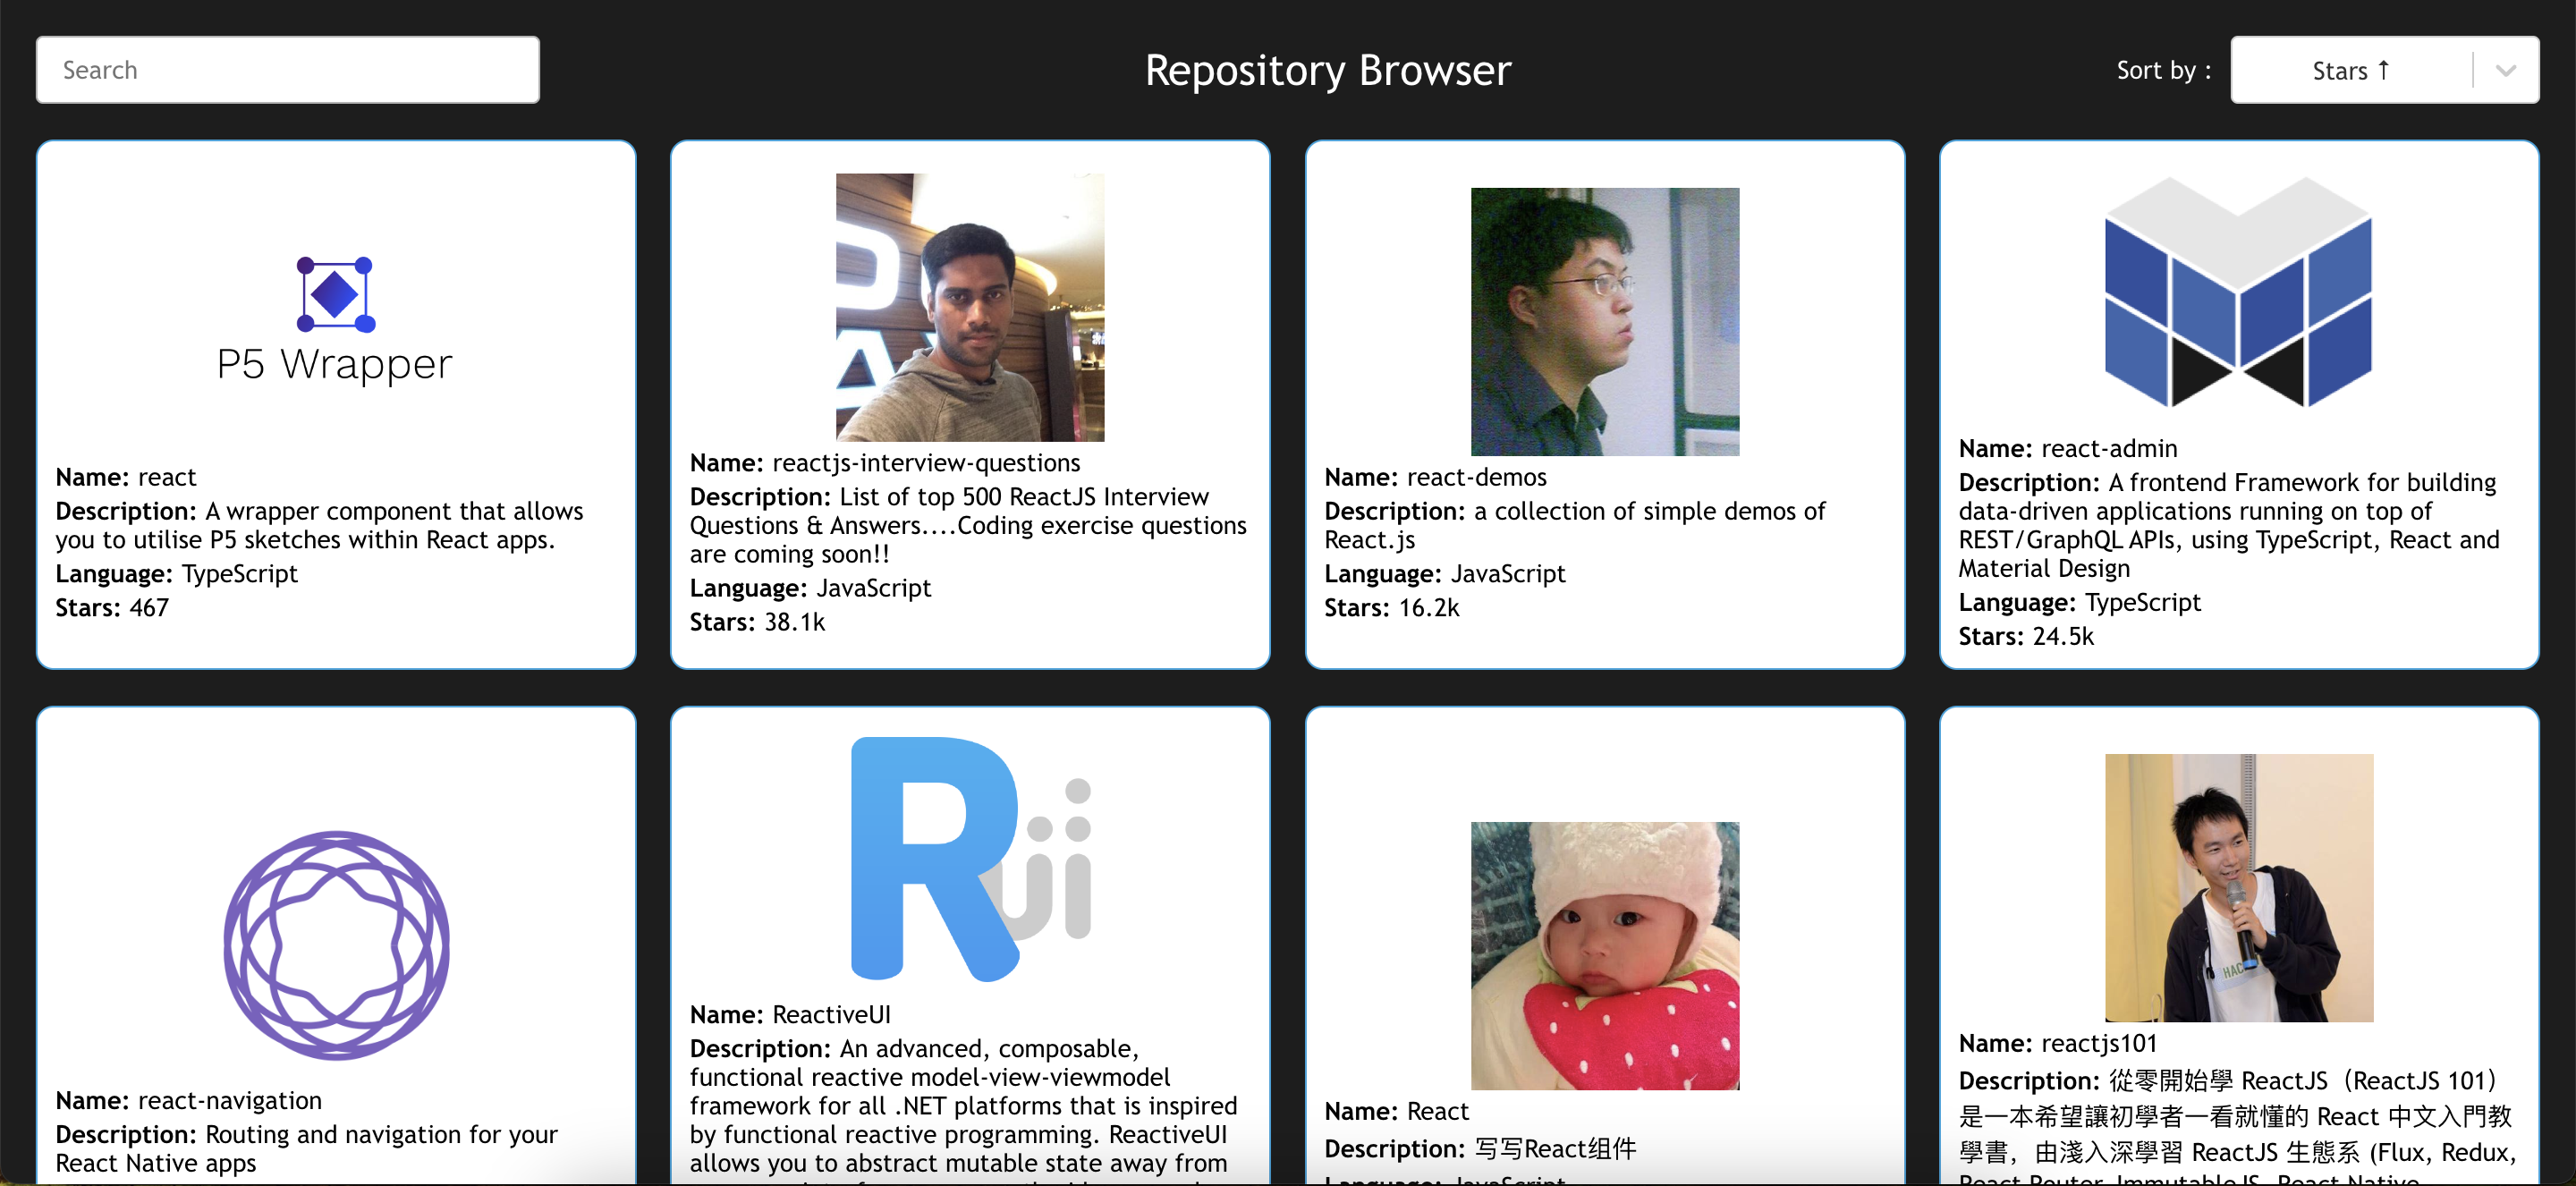 Search
Repository Browser
Sort by :
Stars ↑
P5 Wrapper
Name: react
Description: A wrapper component that allows
you to utilise P5 sketches within React apps.
Language: TypeScript
Stars: 467
Name: reactjs-interview-questions
Description: List of top 500 ReactJS Interview
Questions & Answers....Coding exercise questions
are coming soon!!
Language: JavaScript
Stars: 38.1k
Name: react-demos
Description: a collection of simple demos of
React.js
Language: JavaScript
Stars: 16.2k
Name: react-admin
Description: A frontend Framework for building
data-driven applications running on top of
REST/GraphQL APIs, using TypeScript, React and
Material Design
Language: TypeScript
Stars: 24.5k
Name: react-navigation
Description: Routing and navigation for your
React Native apps
Rui
Name: ReactiveUI
Description: An advanced, composable,
functional reactive model-view-viewmodel
framework for all .NET platforms that is inspired
by functional reactive programming. ReactiveUI
allows you to abstract mutable state away from
Name: React
Description: 写写React组件
Language: JavaScript
HAC
Name: reactjs101
Description: 從零開始學 ReactJS（ReactJS 101）
是一本希望讓初學者一看就懂的 React 中文入門教
學書，由淺入深學習 ReactJS 生態系 (Flux, Redux,
React Router, ImmutableJS, React Native